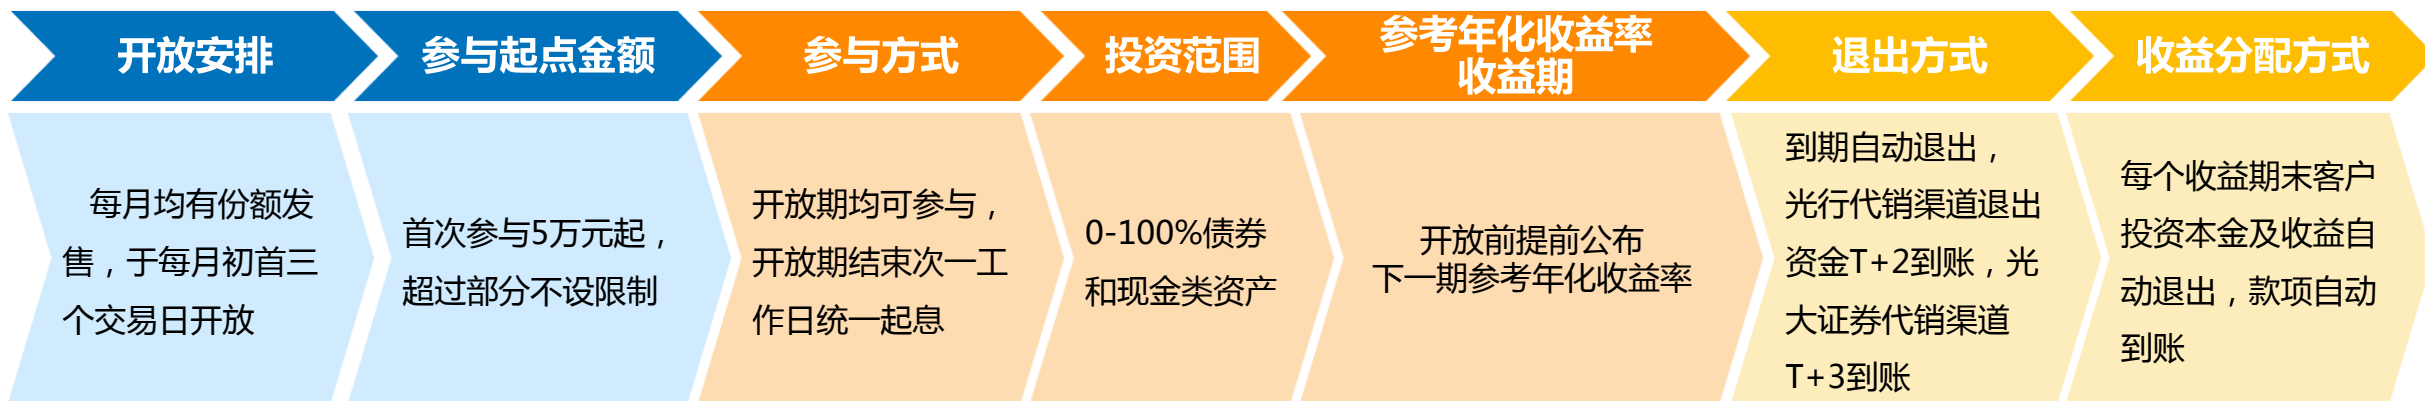 开放安排
参与起点金额
参与方式
投资范围
参考年化收益率
收益期
退出方式
收益分配方式
每月均有份额发
售，于每月初首三
个交易日开放
首次参与5万元起，
超过部分不设限制
开放期均可参与，
开放期结束次一工
作日统一起息
0-100%债券
和现金类资产
开放前提前公布
下一期参考年化收益率
到期自动退出，
光行代销渠道退出
资金T+2到账，光
大证券代销渠道
T+3到账
每个收益期末客户
投资本金及收益自
动退出，款项自动
到账